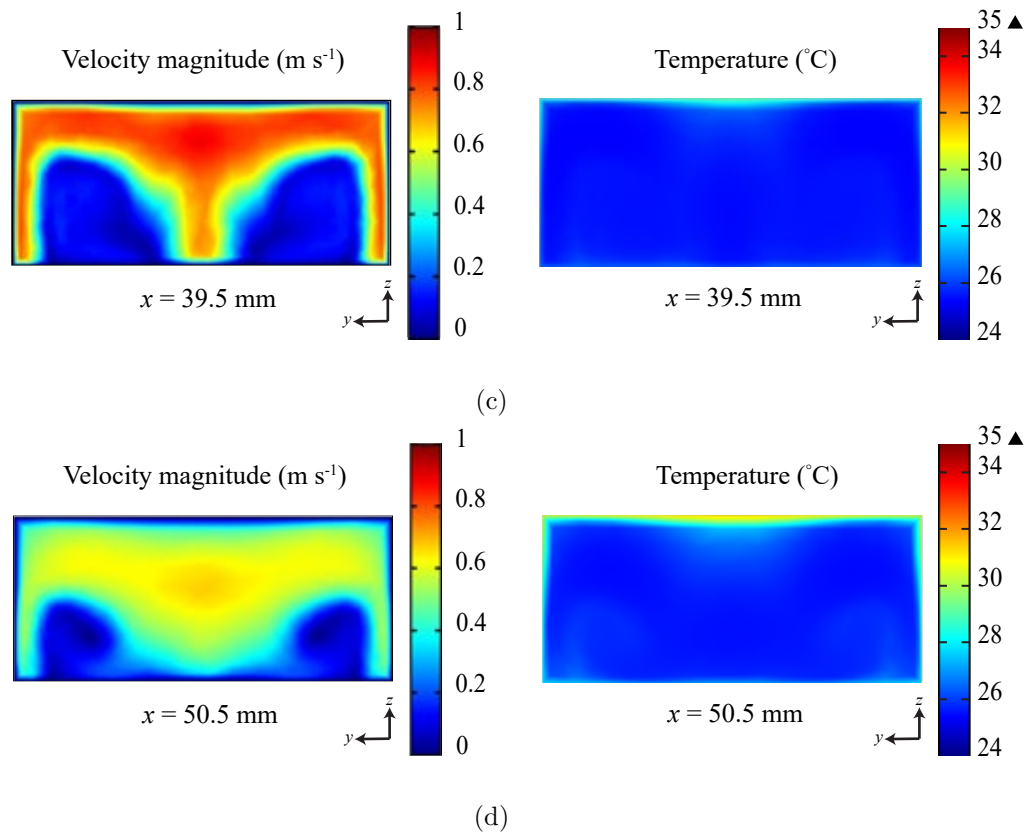 Velocity magnitude (m s⁻¹)
1
0.8
0.6
0.4
0.2
0
x = 39.5 mm
z
y
Temperature (°C)
35 ▲
34
32
30
28
26
24
x = 39.5 mm
z
y
(c)
Velocity magnitude (m s⁻¹)
1
0.8
0.6
0.4
0.2
0
x = 50.5 mm
z
y
Temperature (°C)
35 ▲
34
32
30
28
26
24
x = 50.5 mm
z
y
(d)